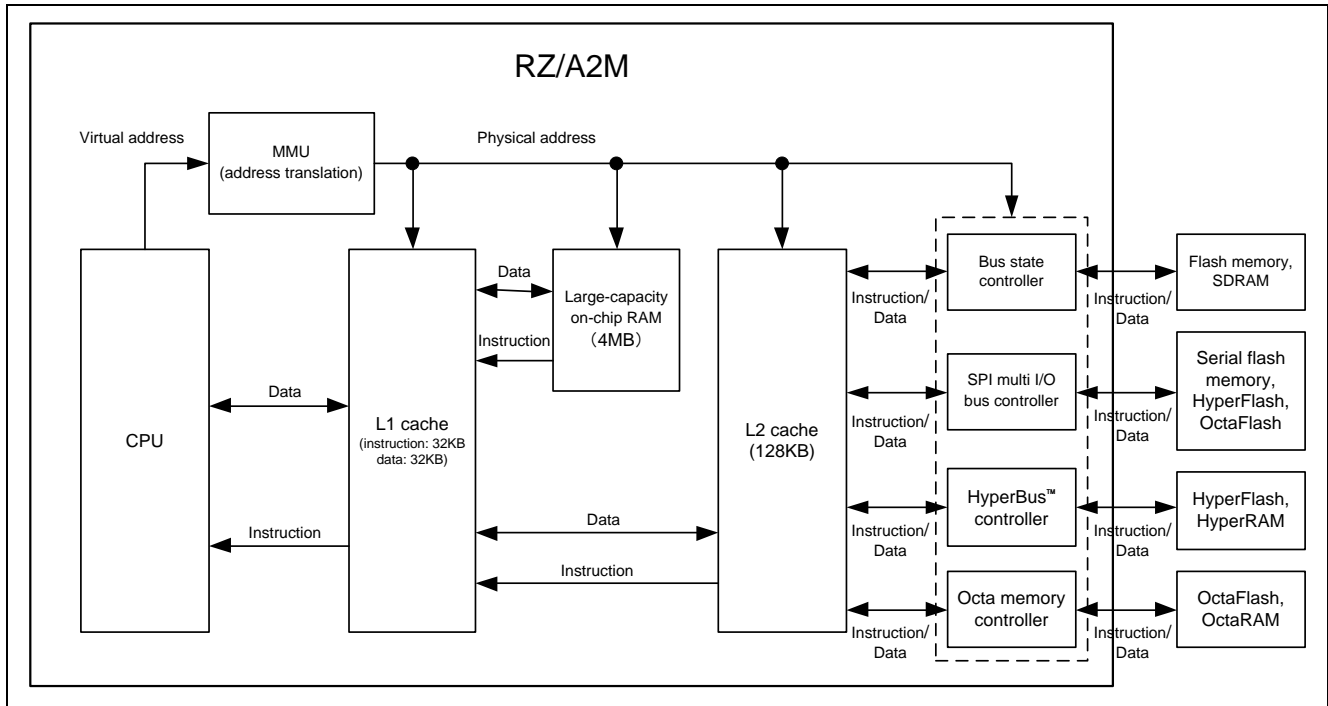 RZ/A2M
Virtual address
MMU
(address translation)
Physical address
CPU
Data
Instruction
L1 cache
(instruction: 32KB
data: 32KB)
Data
Instruction
Large-capacity
on-chip RAM
（4MB）
Data
Instruction
L2 cache
(128KB)
Instruction/
Data
Bus state
controller
Instruction/
Data
Flash memory,
SDRAM
Instruction/
Data
SPI multi I/O
bus controller
Instruction/
Data
Serial flash
memory,
HyperFlash,
OctaFlash
Instruction/
Data
HyperBus™
controller
Instruction/
Data
HyperFlash,
HyperRAM
Instruction/
Data
Octa memory
controller
Instruction/
Data
OctaFlash,
OctaRAM